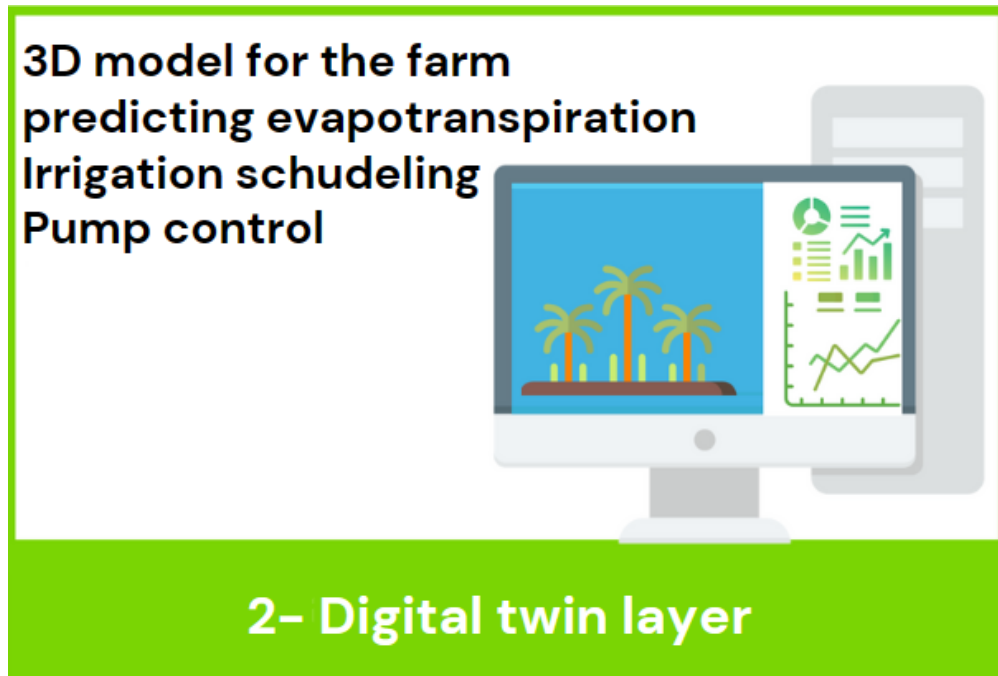 3D model for the farm
predicting evapotranspiration
Irrigation schudeling
Pump control
2- Digital twin layer